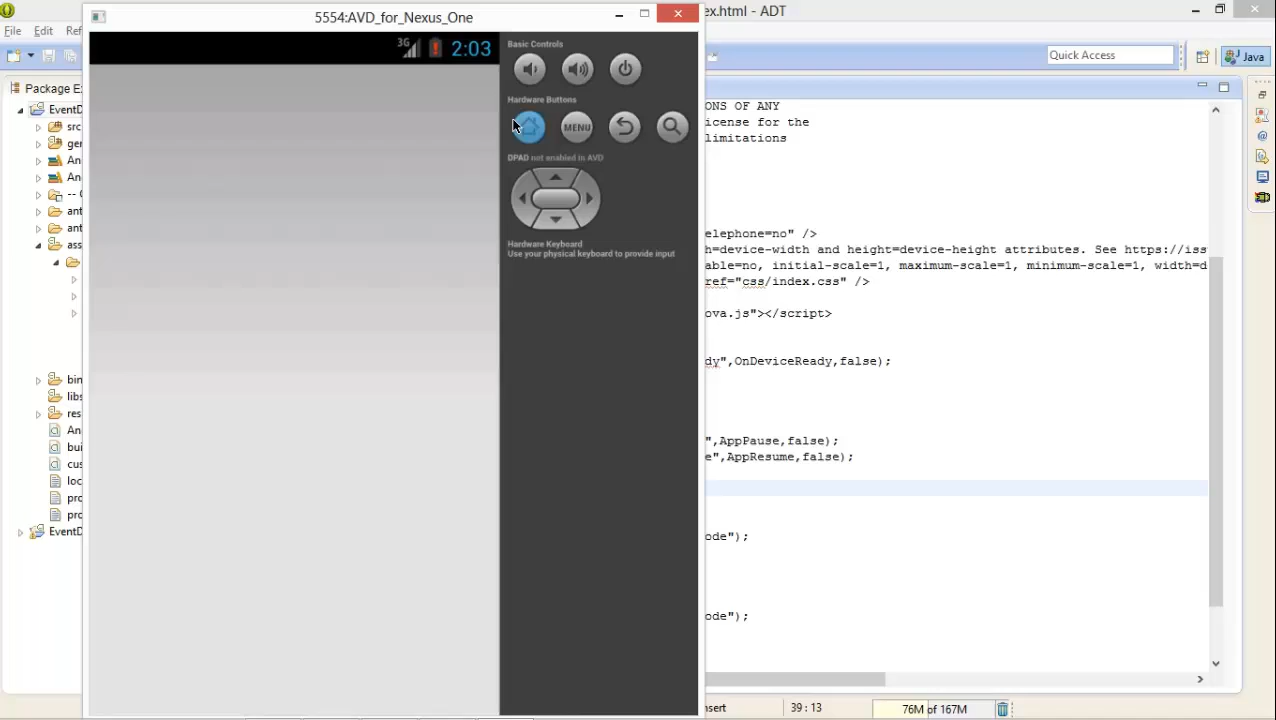 5554:AVD_for_Nexus_One
ex.html - ADT
File
Edit
Ref
Quick Access
Java
3G
2:03
Basic Controls
Hardware Buttons
MENU
DPAD not enabled in AVD
Hardware Keyboard
Use your physical keyboard to provide input
Package E
EventD
src
ger
An
An
-- (
ant
ant
ass
bin
libs
res
An
bui
cus
loc
pro
pro
EventD
IONS OF ANY
icense for the
limitations
elephone=no" />
h=device-width and height=device-height attributes. See https://iss
able=no, initial-scale=1, maximum-scale=1, minimum-scale=1, width=d
ref="css/index.css" />
ova.js"></script>
dy",OnDeviceReady,false);
",AppPause,false);
e",AppResume,false);
ode");
ode");
nsert
39 : 13
76M of 167M